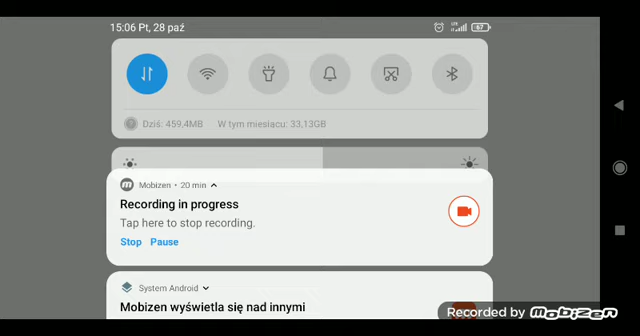 15:06 Pt, 28 paź
LTE
67
Dziś: 459,4MB W tym miesiącu: 33,13GB
Mobizen • 20 min
Recording in progress
Tap here to stop recording.
Stop Pause
System Android
Mobizen wyświetla się nad innymi
Recorded by Mobizen